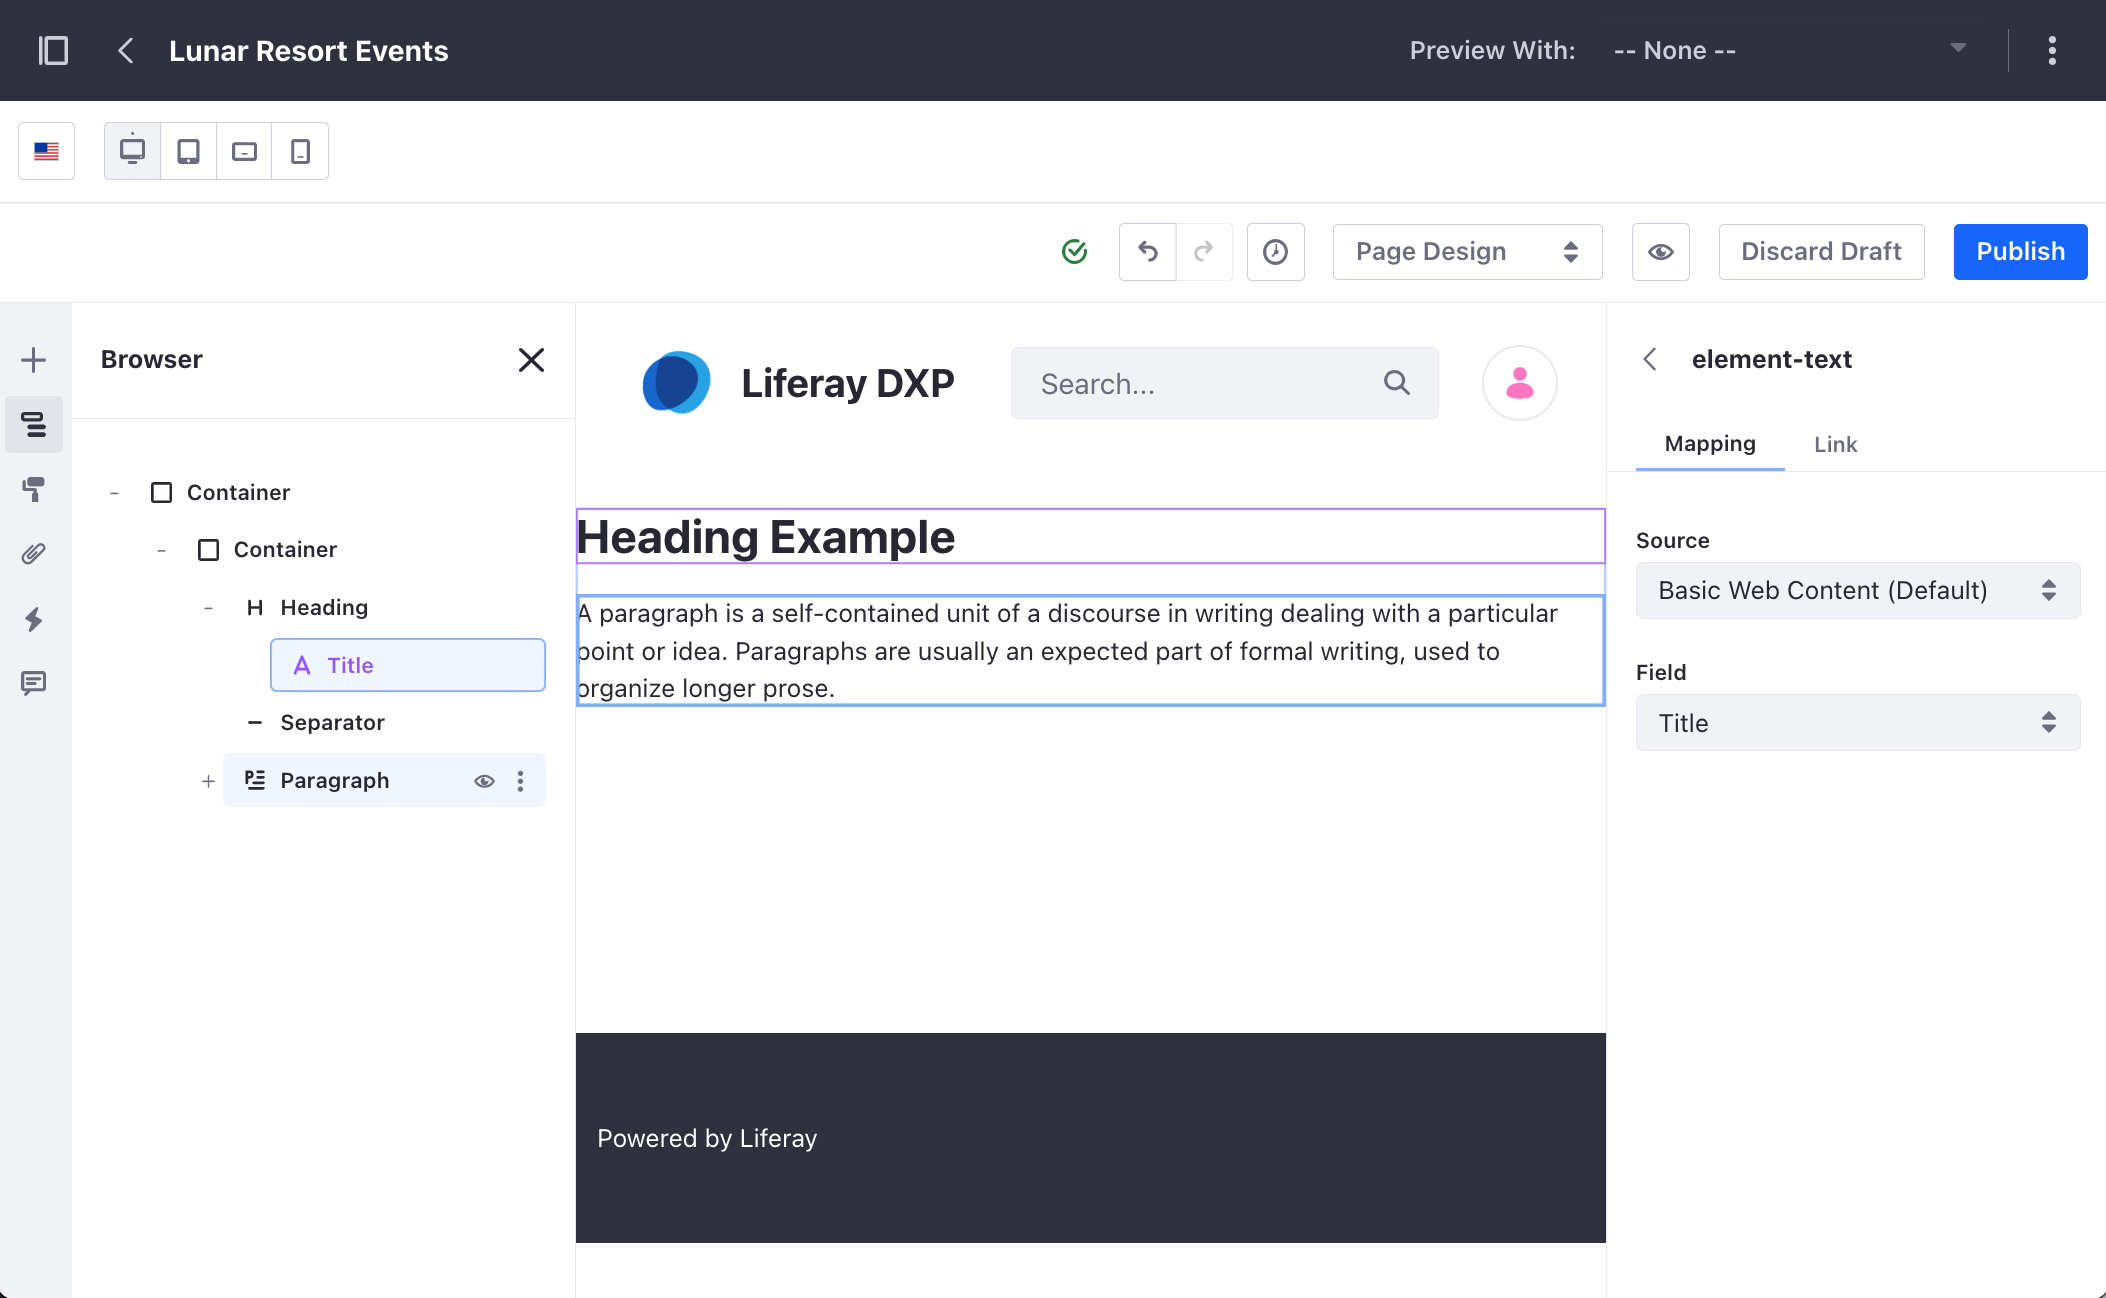 Lunar Resort Events
Preview With: -- None --
Page Design
Discard Draft
Publish
Browser
Container
Container
Heading
Title
Separator
Paragraph
Liferay DXP
Search...
Heading Example
A paragraph is a self-contained unit of a discourse in writing dealing with a particular
point or idea. Paragraphs are usually an expected part of formal writing, used to
organize longer prose.
Powered by Liferay
element-text
Mapping Link
Source
Basic Web Content (Default)
Field
Title